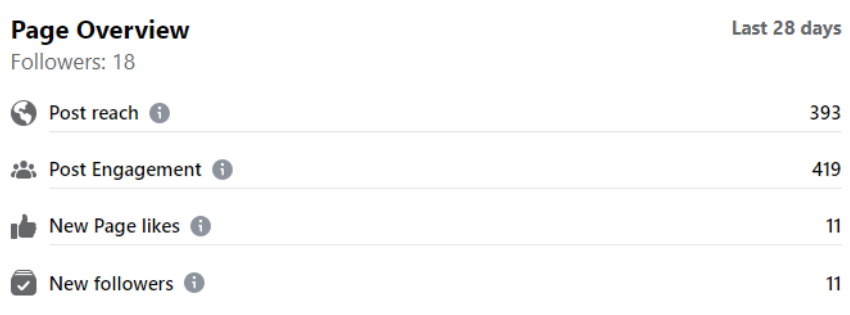 Page Overview
Last 28 days
Followers: 18
Post reach 393
Post Engagement 419
New Page likes 11
New followers 11